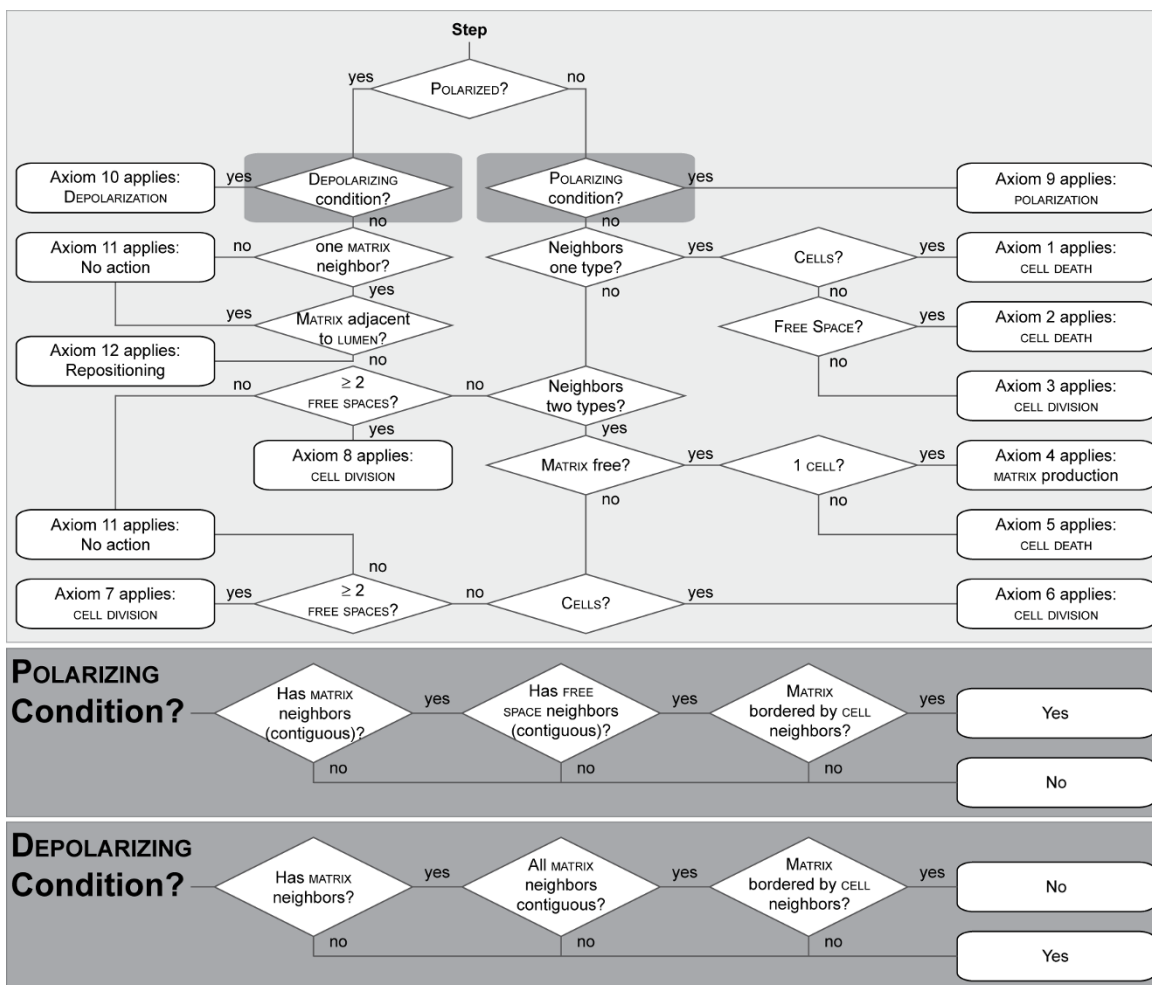 Step
yes
no
POLARIZED?
Axiom 10 applies:
DEPOLARIZATION
yes
DEPOLARIZING
condition?
POLARIZING
condition?
yes
Axiom 9 applies:
POLARIZATION
no
no
Axiom 11 applies:
No action
no
one MATRIX
neighbor?
Neighbors
one type?
yes
CELLS?
yes
Axiom 1 applies:
CELL DEATH
yes
no
no
yes
MATRIX adjacent
to LUMEN?
FREE SPACE?
yes
Axiom 2 applies:
CELL DEATH
Axiom 12 applies:
Repositioning
no
no
no
≥ 2
FREE SPACES?
no
Neighbors
two types?
Axiom 3 applies:
CELL DIVISION
yes
yes
Axiom 8 applies:
CELL DIVISION
MATRIX free?
yes
1 CELL?
yes
Axiom 4 applies:
MATRIX production
no
no
Axiom 11 applies:
No action
Axiom 5 applies:
CELL DEATH
no
Axiom 7 applies:
CELL DIVISION
yes
≥ 2
FREE SPACES?
no
CELLS?
yes
Axiom 6 applies:
CELL DIVISION
POLARIZING
Condition?
Has MATRIX
neighbors
(contiguous)?
yes
Has FREE
SPACE neighbors
(contiguous)?
yes
MATRIX
bordered by CELL
neighbors?
yes
Yes
no
no
no
No
DEPOLARIZING
Condition?
Has MATRIX
neighbors?
yes
All MATRIX
neighbors
contiguous?
yes
MATRIX
bordered by CELL
neighbors?
yes
No
no
no
no
Yes